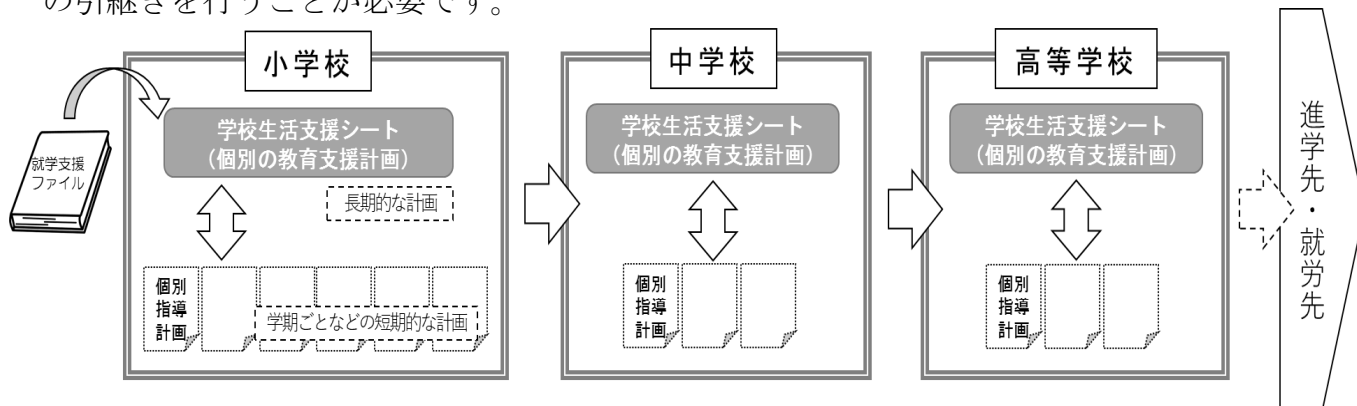 の引継ぎを行うことが必要です。
小学校
中学校
高等学校
就学支援
ファイル
学校生活支援シート
（個別の教育支援計画）
長期的な計画
個別
指導
計画
学期ごとなどの短期的な計画
学校生活支援シート
（個別の教育支援計画）
個別
指導
計画
学校生活支援シート
（個別の教育支援計画）
個別
指導
計画
進学先・就労先